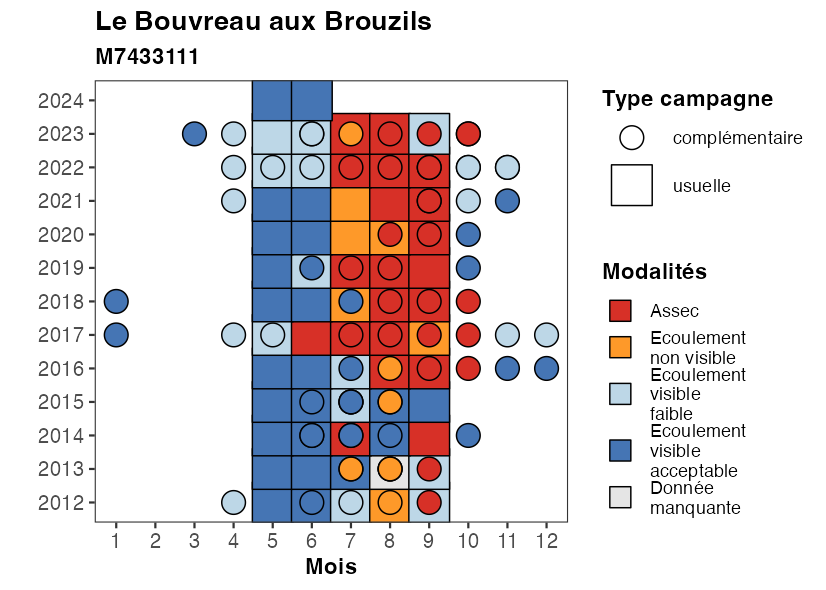 Le Bouvreau aux Brouzils
M7433111
2024
2023
2022
2021
2020
2019
2018
2017
2016
2015
2014
2013
2012
1 2 3 4 5 6 7 8 9 10 11 12
Mois
Type campagne
complémentaire
usuelle
Modalités
Assec
Ecoulement
non visible
Ecoulement
visible
faible
Ecoulement
visible
acceptable
Donnée
manquante